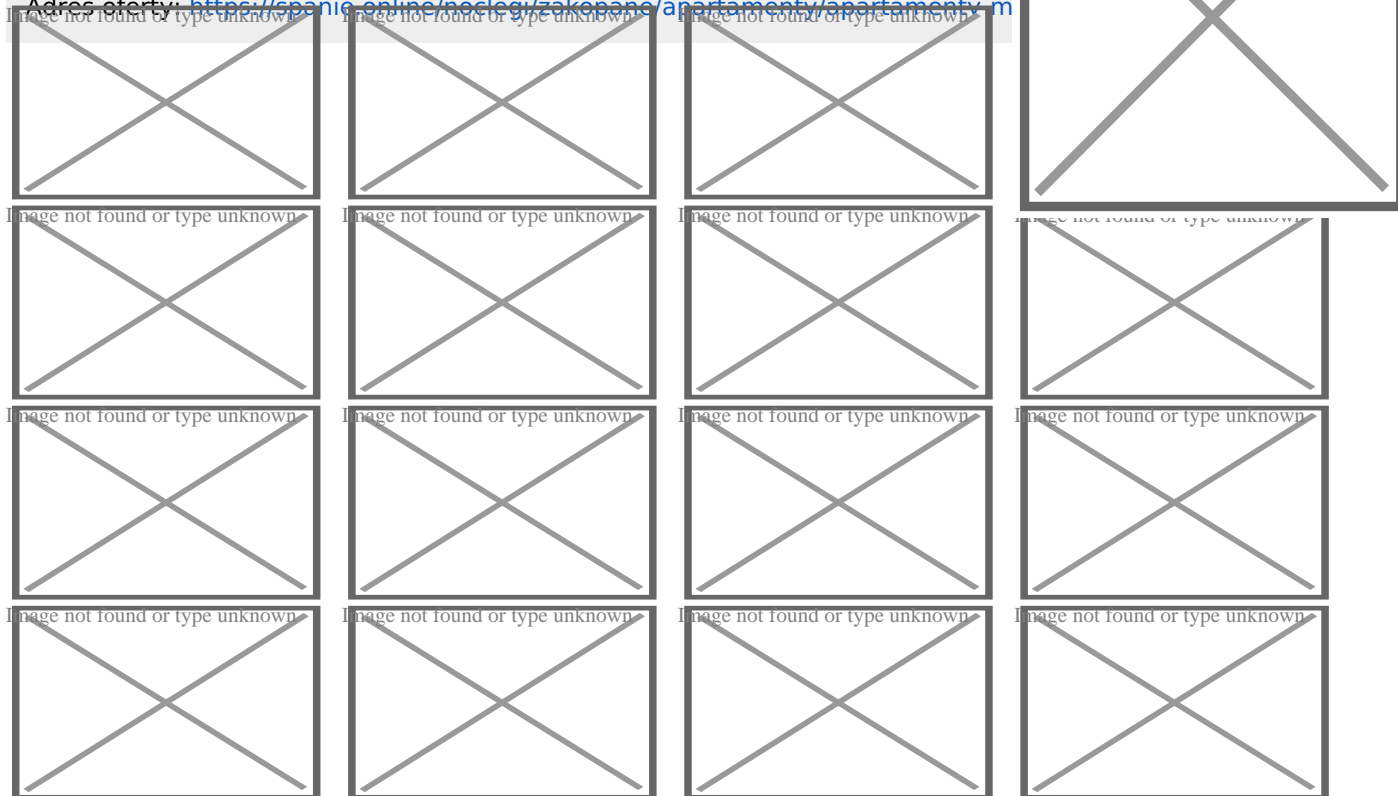 Adres oferty: https://spanie.online/noclegi/zakopane/apartamenty/apartamenty-m
Image not found or type unknown Image not found or type unknown Image not found or type unknown
Image not found or type unknown Image not found or type unknown Image not found or type unknown Image not found or type unknown
Image not found or type unknown Image not found or type unknown Image not found or type unknown Image not found or type unknown
Image not found or type unknown Image not found or type unknown Image not found or type unknown Image not found or type unknown